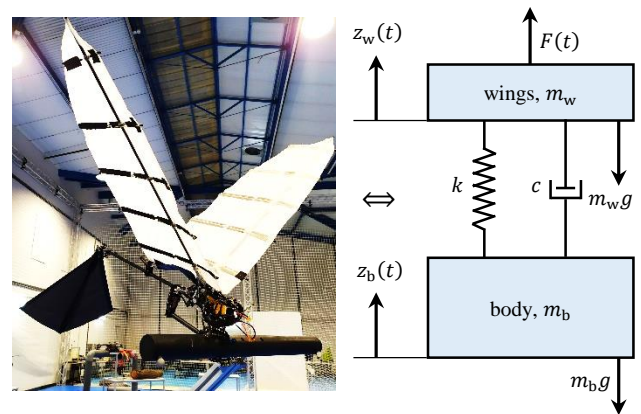 z_w(t)
F(t)
wings, m_w
k
c
m_w g
⇔
z_b(t)
body, m_b
m_b g